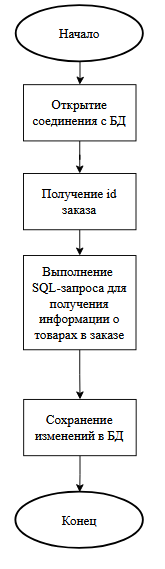 Начало
Открытие
соединения с БД
Получение id
заказа
Выполнение
SQL-запроса для
получения
информации о
товарах в заказе
Сохранение
изменений в БД
Конец